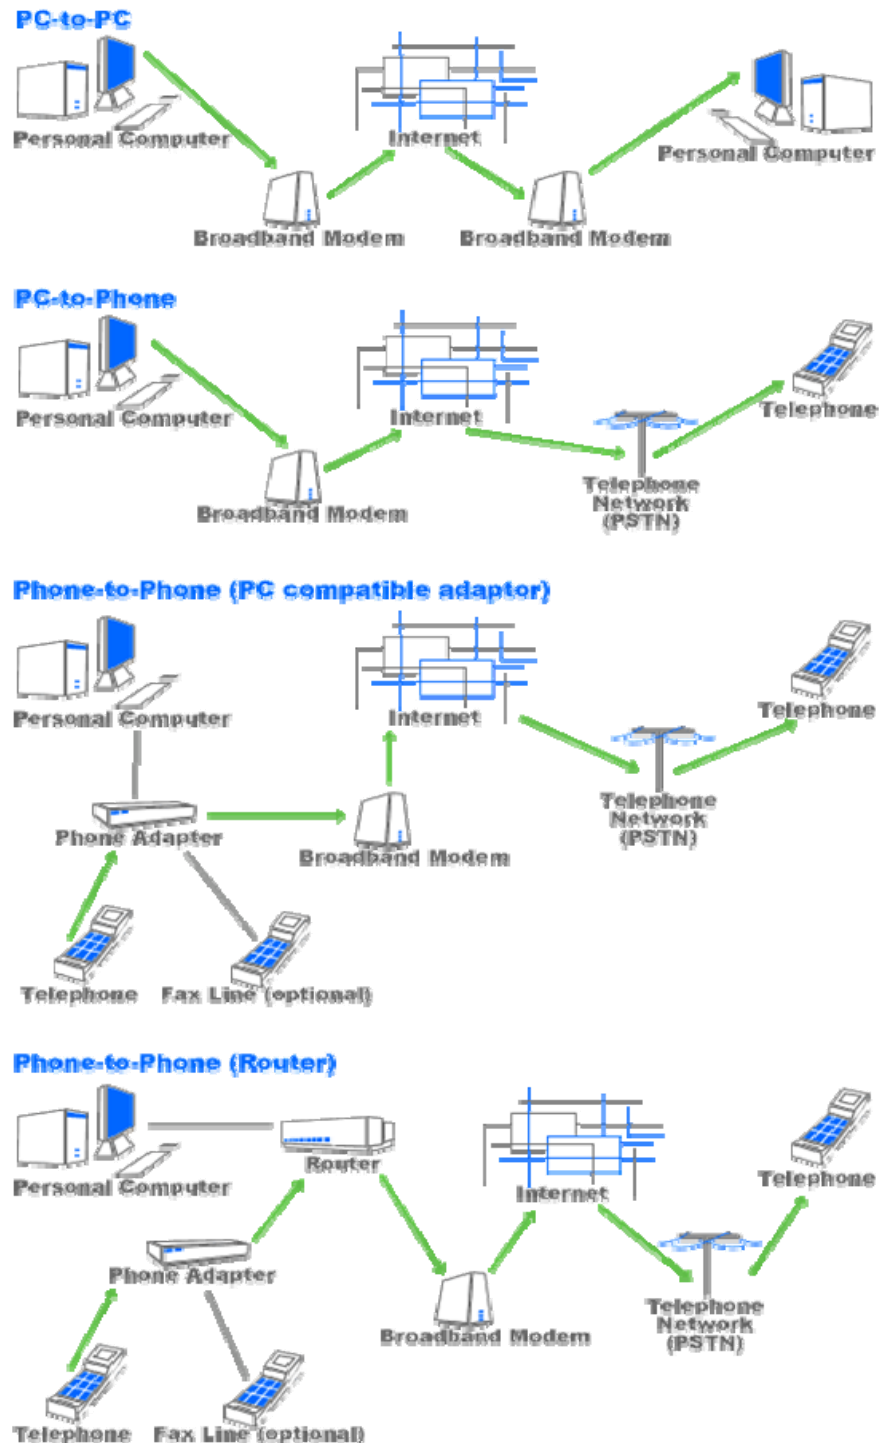 PC-to-PC
Personal Computer
Internet
Personal Computer
Broadband Modem
Broadband Modem
PC-to-Phone
Personal Computer
Internet
Telephone
Broadband Modem
Telephone
Network
(PSTN)
Phone-to-Phone (PC compatible adaptor)
Personal Computer
Internet
Telephone
Phone Adapter
Broadband Modem
Telephone
Network
(PSTN)
Telephone
Fax Line (optional)
Phone-to-Phone (Router)
Personal Computer
Router
Internet
Telephone
Phone Adapter
Broadband Modem
Telephone
Network
(PSTN)
Telephone
Fax Line (optional)